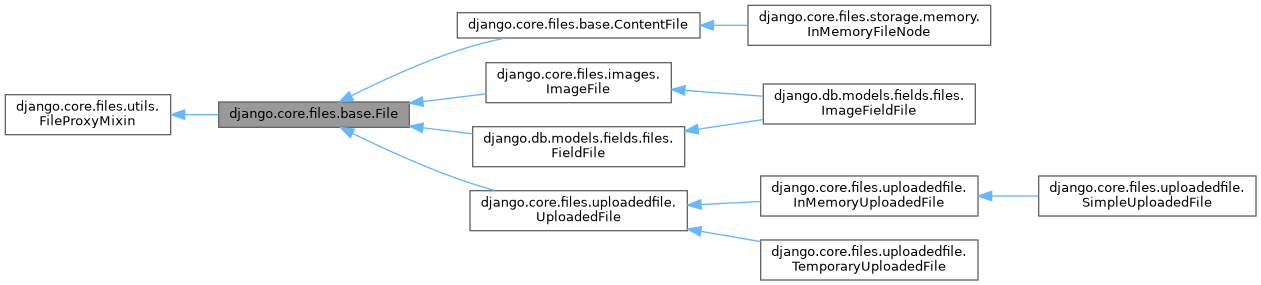 django.core.files.utils.
FileProxyMixin
django.core.files.base.File
django.core.files.base.ContentFile
django.core.files.storage.memory.
InMemoryFileNode
django.core.files.images.
ImageFile
django.db.models.fields.files.
ImageFieldFile
django.db.models.fields.files.
FieldFile
django.core.files.uploadedfile.
UploadedFile
django.core.files.uploadedfile.
InMemoryUploadedFile
django.core.files.uploadedfile.
SimpleUploadedFile
django.core.files.uploadedfile.
TemporaryUploadedFile